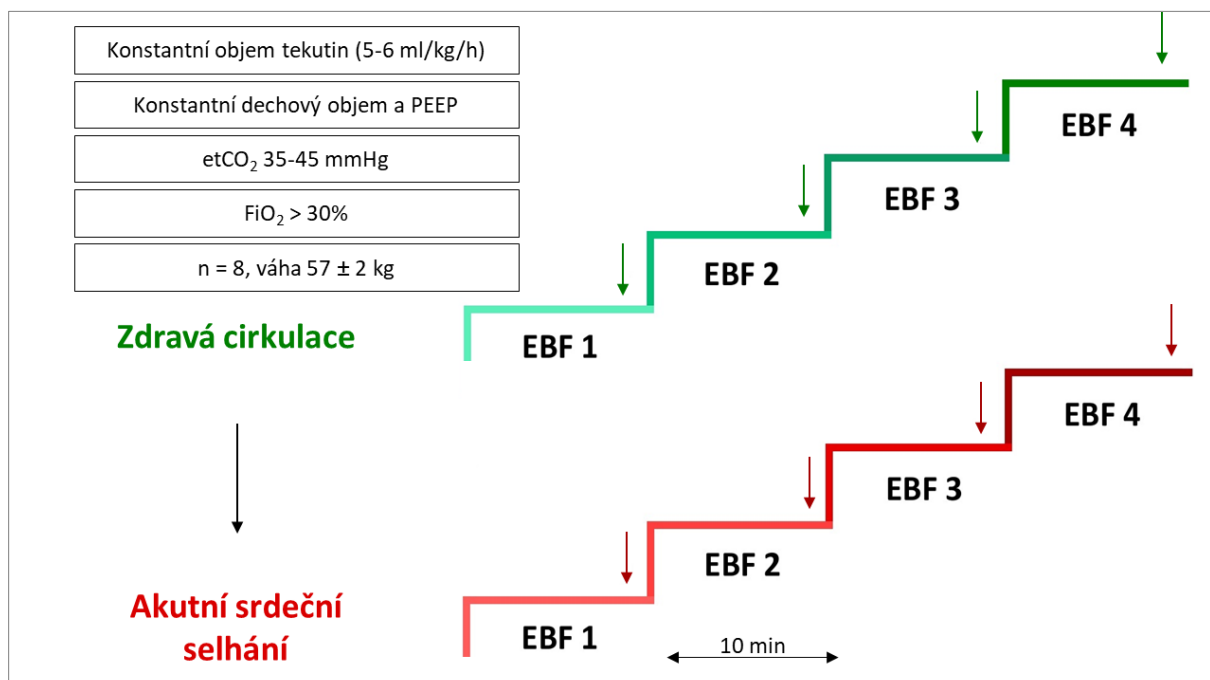 Konstantní objem tekutin (5-6 ml/kg/h)
Konstantní dechový objem a PEEP
etCO₂ 35-45 mmHg
FiO₂ > 30%
n = 8, váha 57 ± 2 kg
Zdravá cirkulace
EBF 1
EBF 2
EBF 3
EBF 4
Akutní srdeční
selhání
EBF 1
EBF 2
EBF 3
EBF 4
10 min